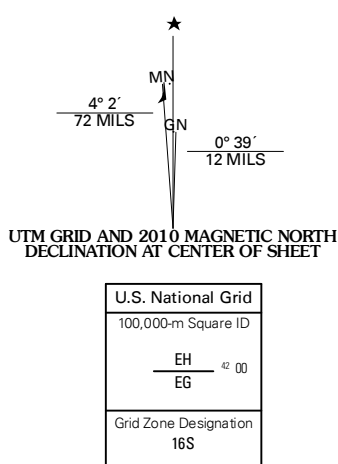 ★
MN
4° 2´
72 MILS
GN
0° 39´
12 MILS
UTM GRID AND 2010 MAGNETIC NORTH
DECLINATION AT CENTER OF SHEET
U.S. National Grid
100,000-m Square ID
EH
42 00
EG
Grid Zone Designation
16S